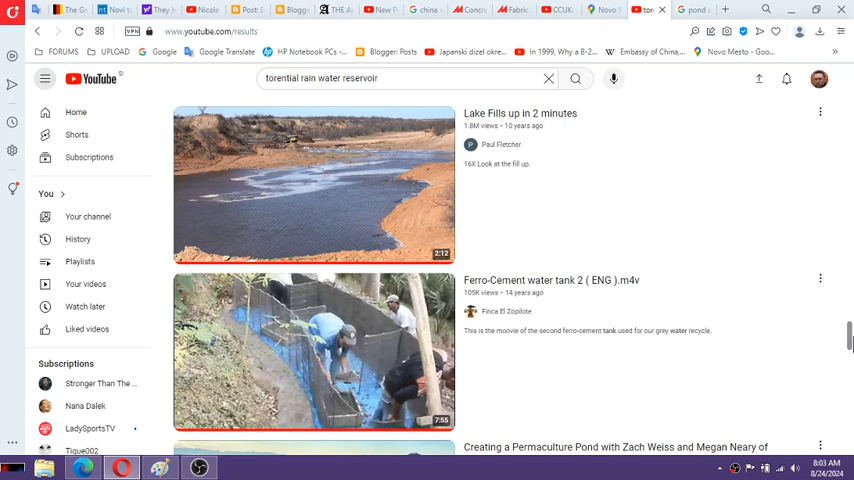 The Ge
Novi t
They h
Nicole
Post: E
Blogge
THE AI
New P
china v
Concre
Fabric
CCUK:
Novo I
tor
pond s
VPN
www.youtube.com/results
FORUMS
UPLOAD
Google
Google Translate
HP Notebook PCs -...
Blogger: Posts
Japanski dizel okre...
In 1999, Why a B-2...
Embassy of China,...
Novo Mesto - Goo...
YouTube SI
torential rain water reservoir
Home
Shorts
Subscriptions
You
Your channel
History
Playlists
Your videos
Watch later
Liked videos
Subscriptions
Stronger Than The ...
Nana Dalek
LadySportsTV
Tique002
2:12
Lake Fills up in 2 minutes
1.8M views • 10 years ago
P Paul Fletcher
16X Look at the fill up.
7:55
Ferro-Cement water tank 2 ( ENG ).m4v
105K views • 14 years ago
Finca El Zopilote
This is the moovie of the second ferro-cement tank used for our grey water recycles.
Creating a Permaculture Pond with Zach Weiss and Megan Neary of
8:03 AM
8/24/2024